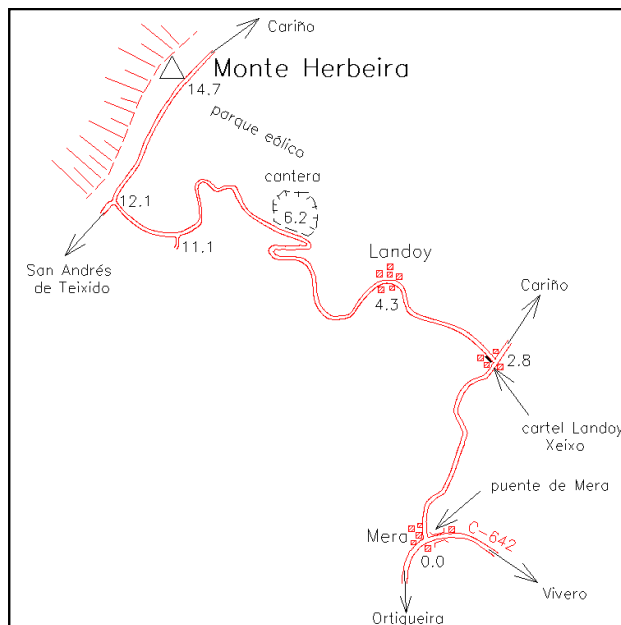 Cariño
Monte Herbeira
14.7
parque eólico
cantera
6.2
12.1
11.1
San Andrés
de Teixido
Landoy
4.3
Cariño
2.8
cartel Landoy
Xeixo
puente de Mera
Mera
C-642
0.0
Vivero
Ortigueira